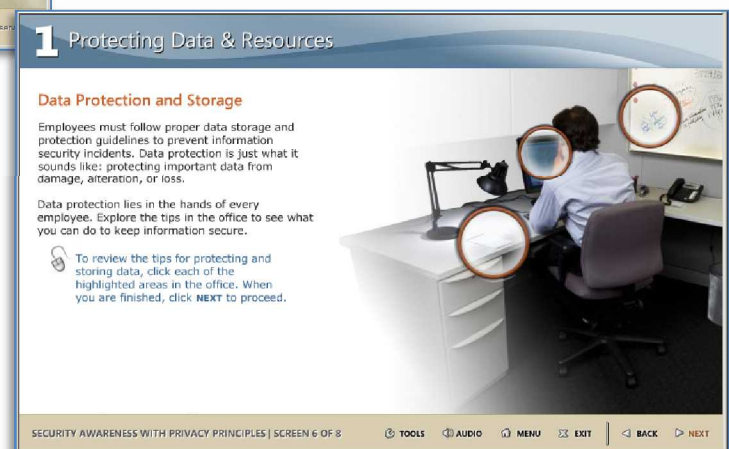 1 Protecting Data & Resources
Data Protection and Storage
Employees must follow proper data storage and
protection guidelines to prevent information
security incidents. Data protection is just what it
sounds like: protecting important data from
damage, alteration, or loss.
Data protection lies in the hands of every
employee. Explore the tips in the office to see what
you can do to keep information secure.
To review the tips for protecting and
storing data, click each of the
highlighted areas in the office. When
you are finished, click NEXT to proceed.
SECURITY AWARENESS WITH PRIVACY PRINCIPLES | SCREEN 6 OF 8 TOOLS AUDIO MENU EXIT BACK NEXT